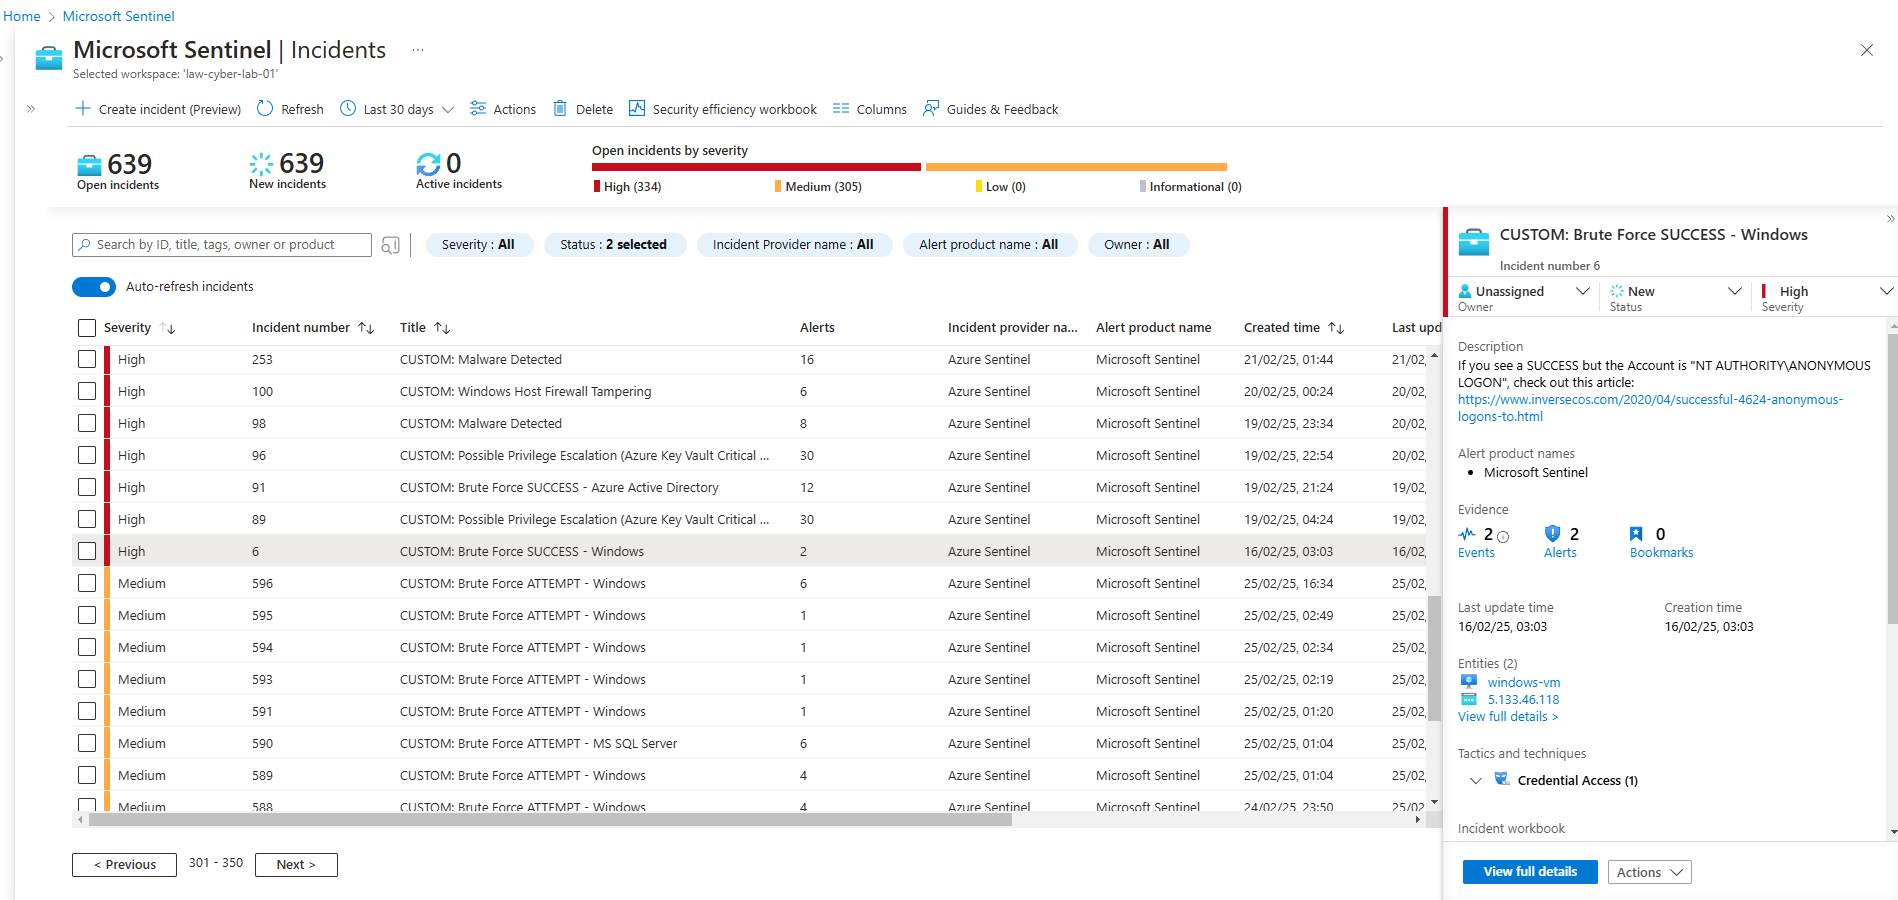 Home > Microsoft Sentinel
Microsoft Sentinel | Incidents ...
Selected workspace: 'law-cyber-lab-01'
Create incident (Preview) Refresh Last 30 days Actions Delete Security efficiency workbook Columns Guides & Feedback
639 639 0
Open incidents New incidents Active incidents
Open incidents by severity
High (334) Medium (305) Low (0) Informational (0)
Search by ID, title, tags, owner or product Severity : All Status : 2 selected Incident Provider name : All Alert product name : All Owner : All
Auto-refresh incidents
Severity Incident number Title Alerts Incident provider na... Alert product name Created time Last upd
High 253 CUSTOM: Malware Detected 16 Azure Sentinel Microsoft Sentinel 21/02/25, 01:44 21/02,
High 100 CUSTOM: Windows Host Firewall Tampering 6 Azure Sentinel Microsoft Sentinel 20/02/25, 00:24 20/02,
High 98 CUSTOM: Malware Detected 8 Azure Sentinel Microsoft Sentinel 19/02/25, 23:34 20/02,
High 96 CUSTOM: Possible Privilege Escalation (Azure Key Vault Critical ... 30 Azure Sentinel Microsoft Sentinel 19/02/25, 22:54 20/02,
High 91 CUSTOM: Brute Force SUCCESS - Azure Active Directory 12 Azure Sentinel Microsoft Sentinel 19/02/25, 21:24 19/02,
High 89 CUSTOM: Possible Privilege Escalation (Azure Key Vault Critical ... 30 Azure Sentinel Microsoft Sentinel 19/02/25, 04:24 19/02,
High 6 CUSTOM: Brute Force SUCCESS - Windows 2 Azure Sentinel Microsoft Sentinel 16/02/25, 03:03 16/02,
Medium 596 CUSTOM: Brute Force ATTEMPT - Windows 6 Azure Sentinel Microsoft Sentinel 25/02/25, 16:34 25/02,
Medium 595 CUSTOM: Brute Force ATTEMPT - Windows 1 Azure Sentinel Microsoft Sentinel 25/02/25, 02:49 25/02,
Medium 594 CUSTOM: Brute Force ATTEMPT - Windows 1 Azure Sentinel Microsoft Sentinel 25/02/25, 02:34 25/02,
Medium 593 CUSTOM: Brute Force ATTEMPT - Windows 1 Azure Sentinel Microsoft Sentinel 25/02/25, 02:19 25/02,
Medium 591 CUSTOM: Brute Force ATTEMPT - Windows 1 Azure Sentinel Microsoft Sentinel 25/02/25, 01:20 25/02,
Medium 590 CUSTOM: Brute Force ATTEMPT - MS SQL Server 6 Azure Sentinel Microsoft Sentinel 25/02/25, 01:04 25/02,
Medium 589 CUSTOM: Brute Force ATTEMPT - Windows 4 Azure Sentinel Microsoft Sentinel 25/02/25, 01:04 25/02,
Medium 588 CUSTOM: Brute Force ATTEMPT - Windows 4 Azure Sentinel Microsoft Sentinel 24/02/25, 23:50 25/02
< Previous 301 - 350 Next >
CUSTOM: Brute Force SUCCESS - Windows
Incident number 6
Unassigned New High
Owner Status Severity
Description
If you see a SUCCESS but the Account is "NT AUTHORITY\ANONYMOUS
LOGON", check out this article:
https://www.inversecos.com/2020/04/successful-4624-anonymous-
logons-to.html
Alert product names
• Microsoft Sentinel
Evidence
2 2 0
Events Alerts Bookmarks
Last update time Creation time
16/02/25, 03:03 16/02/25, 03:03
Entities (2)
windows-vm
5.133.46.118
View full details >
Tactics and techniques
Credential Access (1)
Incident workbook
View full details Actions